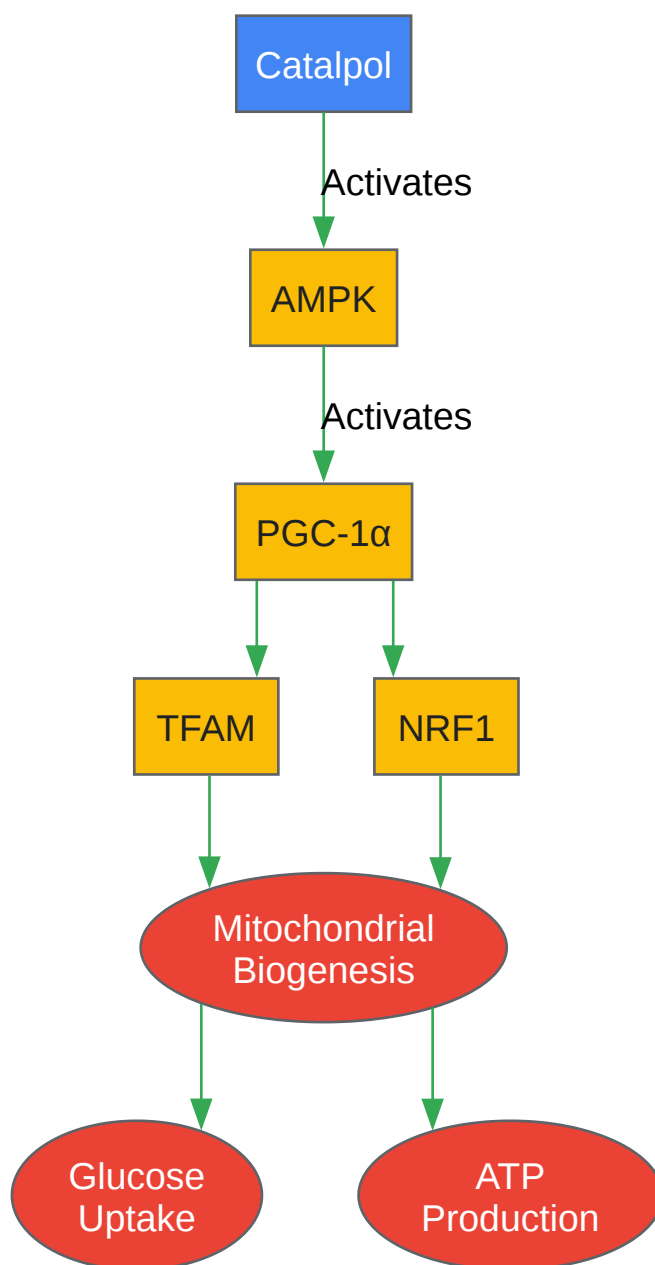 Catalpol
Activates
AMPK
Activates
PGC-1α
TFAM
NRF1
Mitochondrial
Biogenesis
Glucose
Uptake
ATP
Production